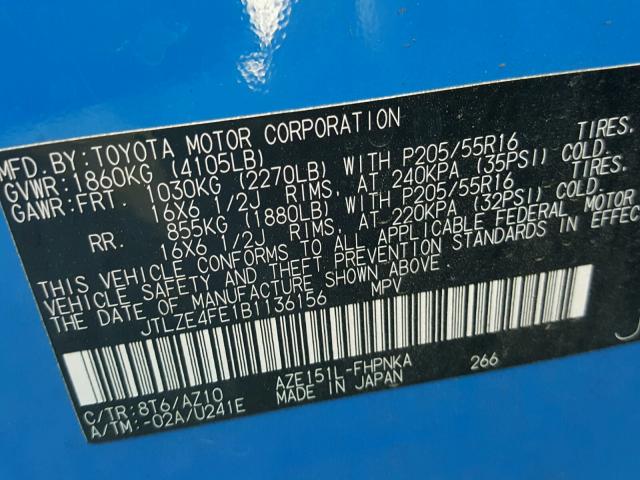 MFD.BY:TOYOTA MOTOR CORPORATION
GVWR:1860KG (4105LB)
GAWR:FRT. 1030KG (2270LB) WITH P205/55R16 TIRES.
16X6 1/2J RIMS, AT 240KPA (35PSI) COLD.
RR. 855KG (1880LB) WITH P205/55R16 TIRES.
16X6 1/2J RIMS, AT 220KPA (32PSI) COLD.
THIS VEHICLE CONFORMS TO ALL APPLICABLE FEDERAL MOTOR
VEHICLE SAFETY AND THEFT PREVENTION STANDARDS IN EFFEC
THE DATE OF MANUFACTURE SHOWN ABOVE.
JTLZE4FE1B1136156 MPV
C/TR:8T6/AZ10 AZE151L-FHPNKA 266
A/TM:-02A/U241E MADE IN JAPAN